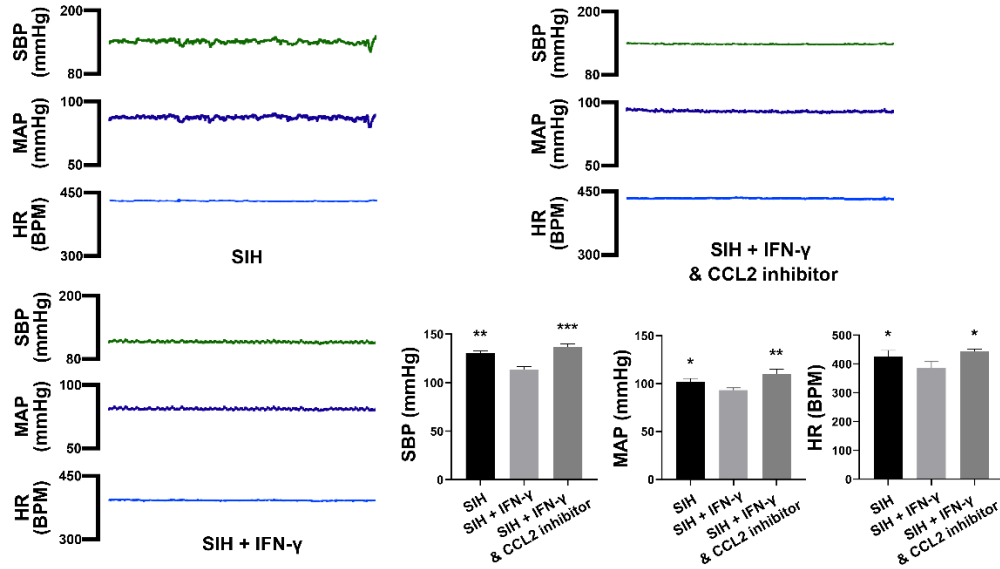 SBP
(mmHg)
200
80
MAP
(mmHg)
100
50
HR
(BPM)
450
300
SIH
SBP
(mmHg)
200
80
MAP
(mmHg)
100
50
HR
(BPM)
450
300
SIH + IFN-γ
& CCL2 inhibitor
SBP
(mmHg)
200
80
MAP
(mmHg)
100
50
HR
(BPM)
450
300
SIH + IFN-γ
SBP (mmHg)
150
100
50
0
** ***
SIH
SIH + IFN-γ
SIH + IFN-γ
& CCL2 inhibitor
MAP (mmHg)
150
100
50
0
* **
SIH
SIH + IFN-γ
SIH + IFN-γ
& CCL2 inhibitor
HR (BPM)
500
400
300
200
100
0
* *
SIH
SIH + IFN-γ
SIH + IFN-γ
& CCL2 inhibitor